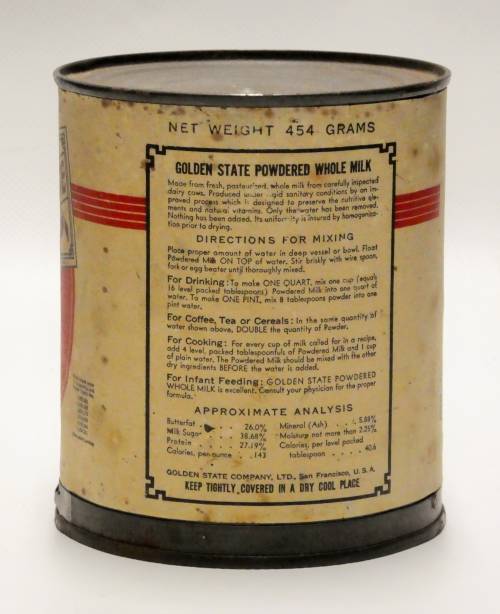 NET WEIGHT 454 GRAMS
GOLDEN STATE POWDERED WHOLE MILK
Made from fresh, pasteurized, whole milk from carefully inspected
dairy cows. Produced under rigid sanitary conditions by an im-
proved process which is designed to preserve the nutritive ele-
ments and natural vitamins. Only the water has been removed.
Nothing has been added. Its uniformity is insured by homogeniza-
tion prior to drying.
DIRECTIONS FOR MIXING
Place proper amount of water in deep vessel or bowl. Float
Powdered Milk ON TOP of water. Stir briskly with wire spoon,
fork or egg beater until thoroughly mixed.
For Drinking: To make ONE QUART, mix one cup (equals
16 level packed tablespoons) Powdered Milk into one quart of
water. To make ONE PINT, mix 8 tablespoons powder into one
pint water.
For Coffee, Tea or Cereals: In the same quantity of
water shown above, DOUBLE the quantity of Powder.
For Cooking: For every cup of milk called for in a recipe,
add 4 level, packed tablespoonfuls of Powdered Milk and 1 cup
of plain water. The Powdered Milk should be mixed with the other
dry ingredients BEFORE the water is added.
For Infant Feeding: GOLDEN STATE POWDERED
WHOLE MILK is excellent. Consult your physician for the proper
formula.
APPROXIMATE ANALYSIS
Butterfat . . . . 26.0% Mineral (Ash) . . . 5.88%
Milk Sugar . . . 38.68% Moisture not more than 2.25%
Protein . . . . 27.19% Calories, per level packed
Calories, per ounce . . 143 tablespoon . . . . . 40.6
GOLDEN STATE COMPANY, LTD., San Francisco, U. S. A.
KEEP TIGHTLY COVERED IN A DRY COOL PLACE